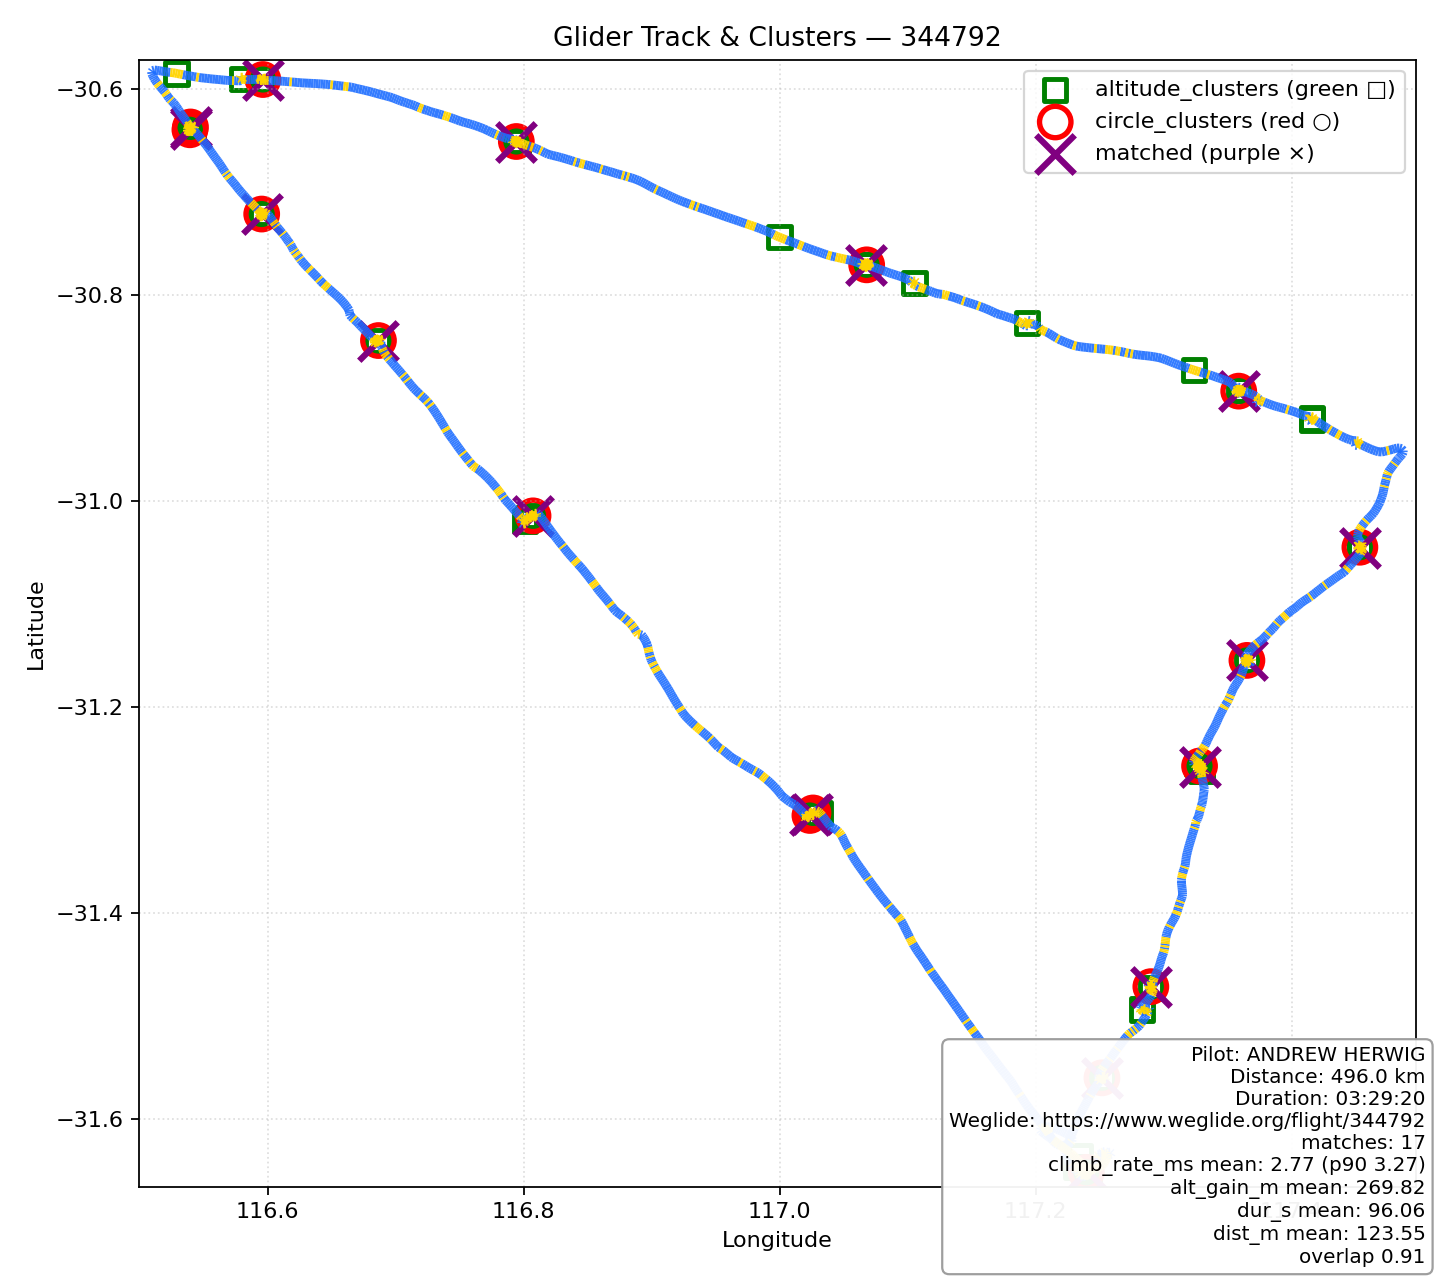 Glider Track & Clusters — 344792
altitude_clusters (green □)
circle_clusters (red ○)
matched (purple ×)
−30.6
−30.8
−31.0
−31.2
−31.4
−31.6
Latitude
116.6
116.8
117.0
117.2
Longitude
Pilot: ANDREW HERWIG
Distance: 496.0 km
Duration: 03:29:20
Weglide: https://www.weglide.org/flight/344792
matches: 17
climb_rate_ms mean: 2.77 (p90 3.27)
alt_gain_m mean: 269.82
dur_s mean: 96.06
dist_m mean: 123.55
overlap 0.91